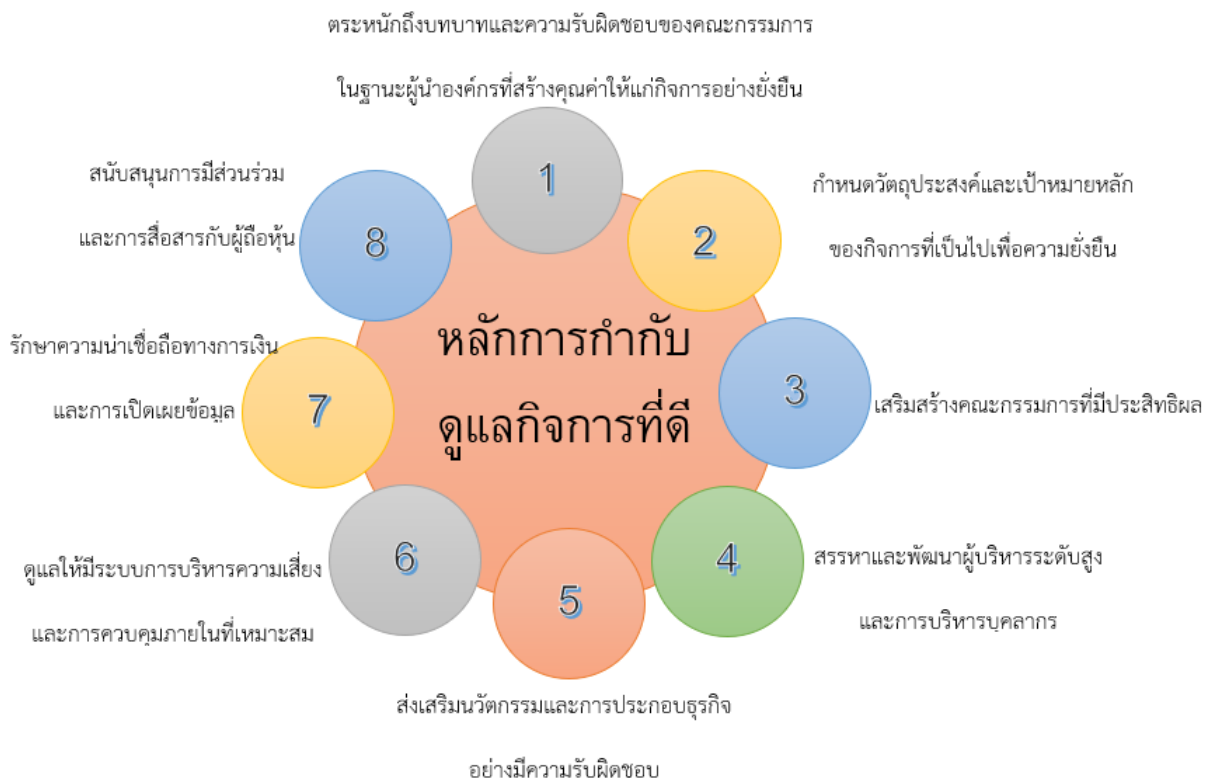 ตระหนักถึงบทบาทและความรับผิดชอบของคณะกรรมการ
ในฐานะผู้นำองค์กรที่สร้างคุณค่าให้แก่กิจการอย่างยั่งยืน
1
2
กำหนดวัตถุประสงค์และเป้าหมายหลัก
ของกิจการที่เป็นไปเพื่อความยั่งยืน
3
เสริมสร้างคณะกรรมการที่มีประสิทธิผล
4
สรรหาและพัฒนาผู้บริหารระดับสูง
และการบริหารบุคลากร
5
ส่งเสริมนวัตกรรมและการประกอบธุรกิจ
อย่างมีความรับผิดชอบ
6
ดูแลให้มีระบบการบริหารความเสี่ยง
และการควบคุมภายในที่เหมาะสม
7
รักษาความน่าเชื่อถือทางการเงิน
และการเปิดเผยข้อมูล
8
สนับสนุนการมีส่วนร่วม
และการสื่อสารกับผู้ถือหุ้น
หลักการกำกับ
ดูแลกิจการที่ดี